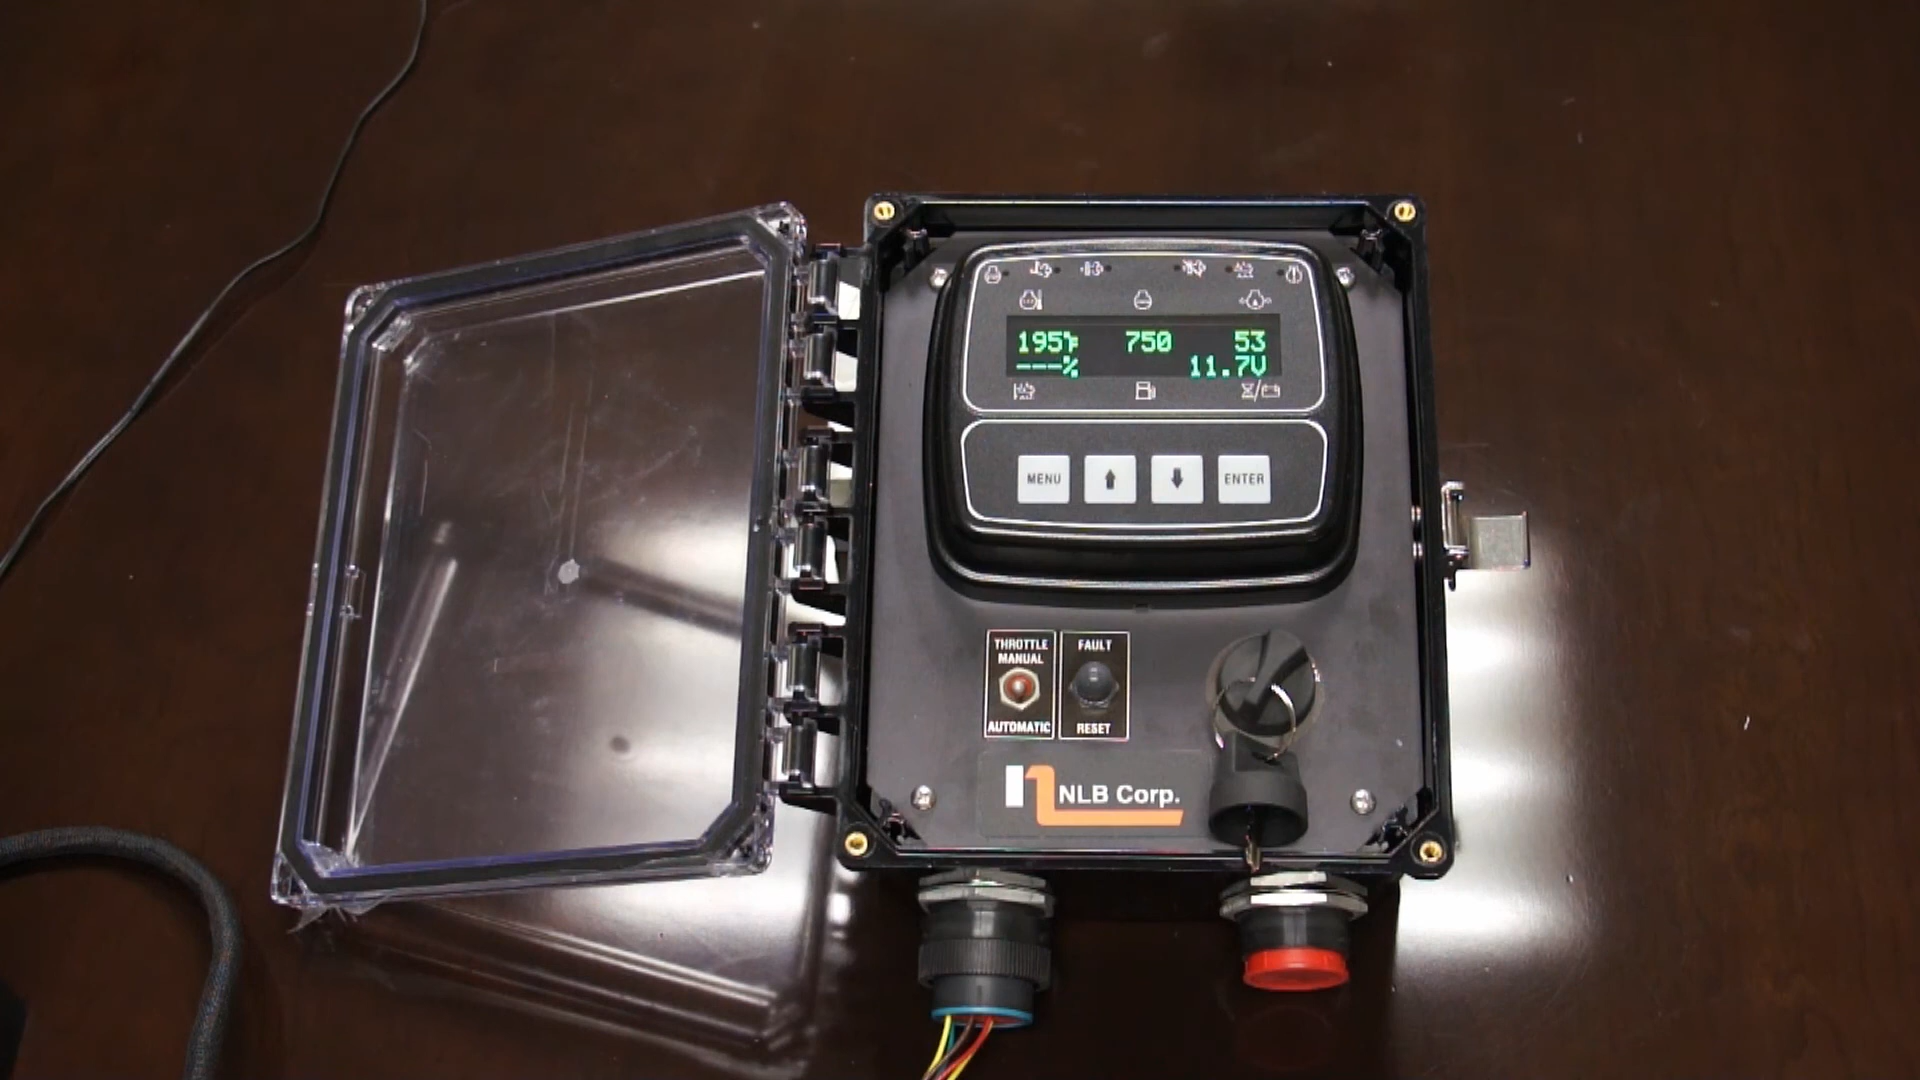 195°F 750 53
---% 11.7V
MENU ENTER
THROTTLE
MANUAL
AUTOMATIC
FAULT
RESET
NLB Corp.